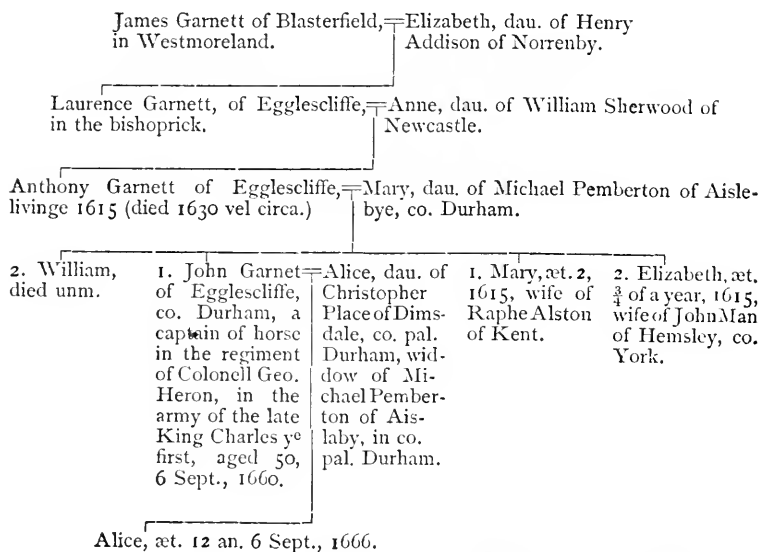 James Garnett of Blasterfield,
in Westmoreland.
Elizabeth, dau. of Henry
Addison of Norrenby.
Laurence Garnett, of Egglescliffe,
in the bishoprick.
Anne, dau. of William Sherwood of
Newcastle.
Anthony Garnett of Egglescliffe,
livinge 1615 (died 1630 vel circa.)
Mary, dau. of Michael Pemberton of Aisle-
bye, co. Durham.
2. William,
died unm.
1. John Garnet
of Egglescliffe,
co. Durham, a
captain of horse
in the regiment
of Colonell Geo.
Heron, in the
army of the late
King Charles yᵉ
first, aged 50,
6 Sept., 1660.
Alice, dau. of
Christopher
Place of Dims-
dale, co. pal.
Durham, wid-
dow of Mi-
chael Pember-
ton of Ais-
laby, in co.
pal. Durham.
1. Mary, æt. 2,
1615, wife of
Raphe Alston
of Kent.
2. Elizabeth, æt.
¾ of a year, 1615,
wife of John Man
of Hemsley, co.
York.
Alice, æt. 12 an. 6 Sept., 1666.